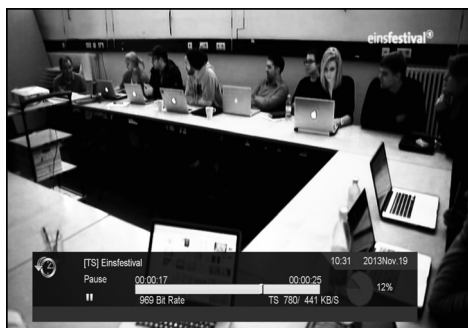 einsfestival
[TS] Einsfestival
10:31 2013Nov.19
Pause 00:00:17 00:00:25
12%
969 Bit Rate TS 780/ 441 KB/S